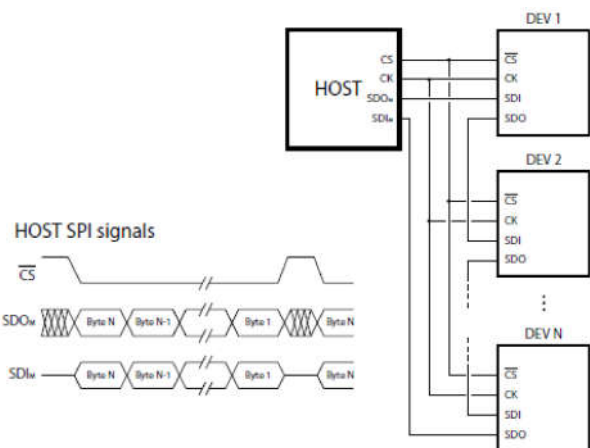 DEV 1
HOST
CS
CK
SDOM
SDIM
CS
CK
SDI
SDO
DEV 2
CS
CK
SDI
SDO
HOST SPI signals
CS
SDOM
Byte N
Byte N-1
Byte 1
Byte N
SDIM
Byte N
Byte N-1
Byte 1
Byte N
DEV N
CS
CK
SDI
SDO